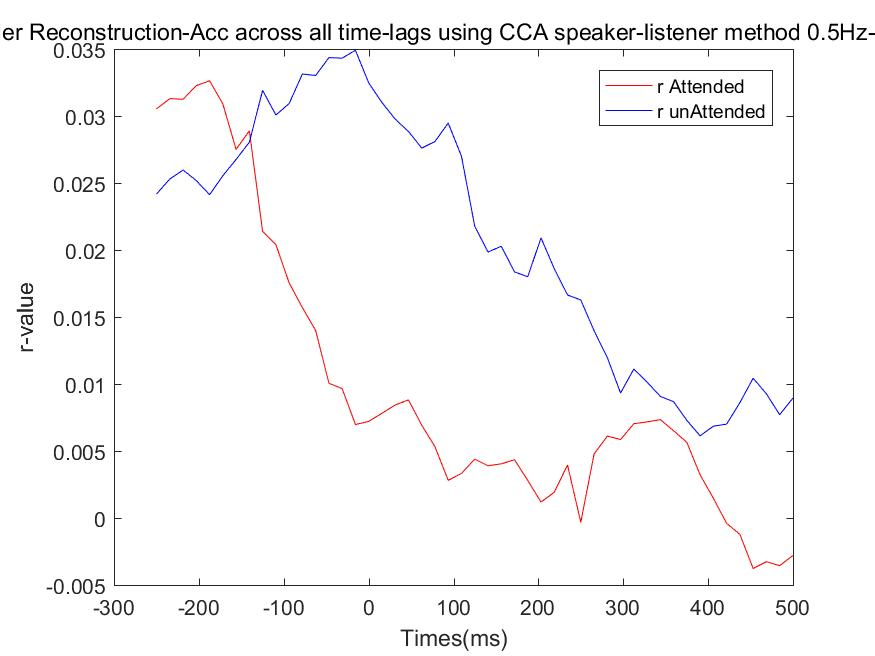 er Reconstruction-Acc across all time-lags using CCA speaker-listener method 0.5Hz-
0.035
r Attended
r unAttended
0.03
0.025
0.02
0.015
0.01
0.005
0
-0.005
r-value
-300 -200 -100 0 100 200 300 400 500
Times(ms)